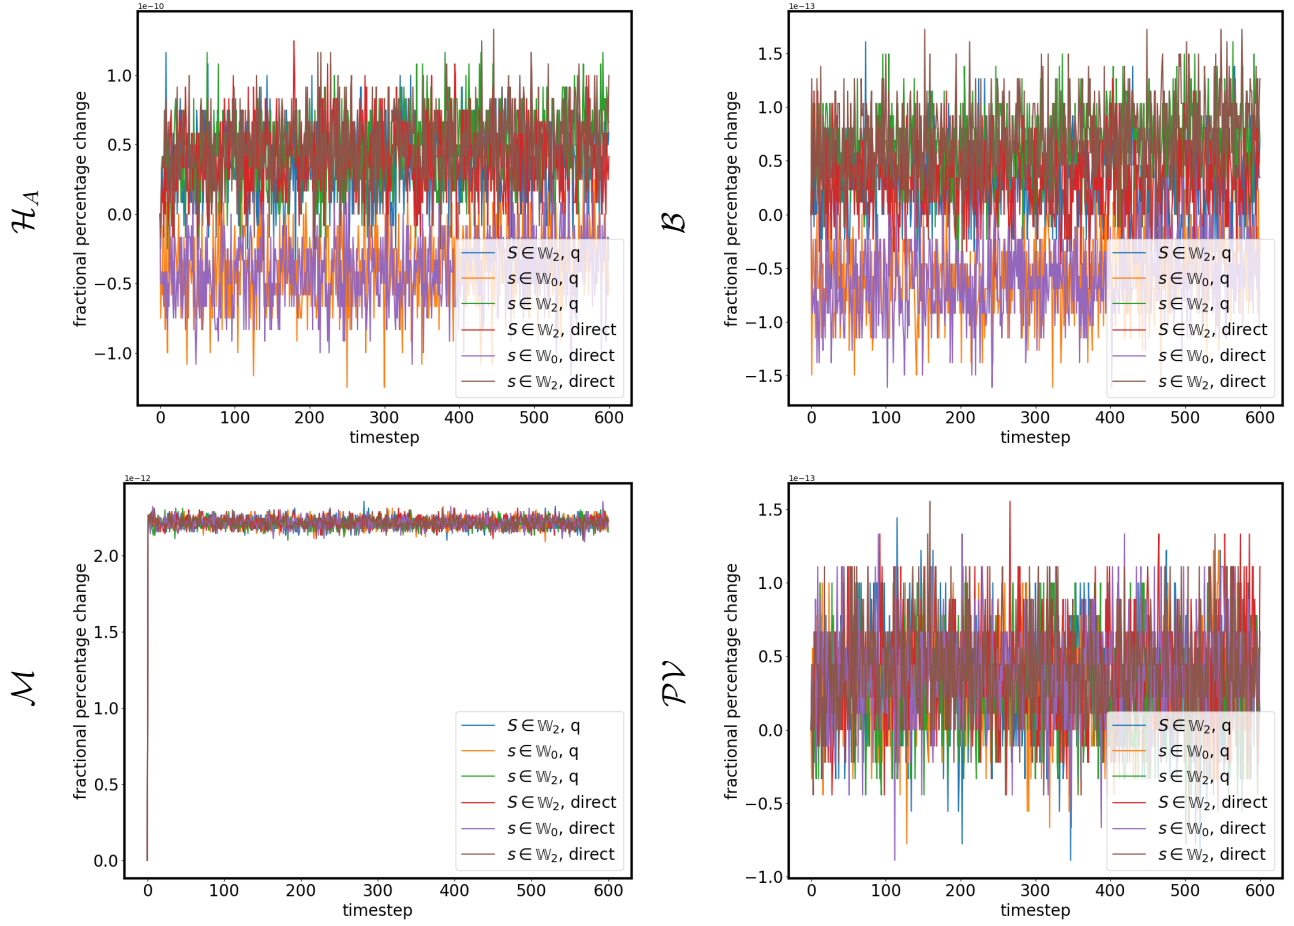 1e−10
ℋ_A
fractional percentage change
1.0
0.5
0.0
−0.5
−1.0
S ∈ 𝕎₂, q
s ∈ 𝕎₀, q
s ∈ 𝕎₂, q
S ∈ 𝕎₂, direct
s ∈ 𝕎₀, direct
s ∈ 𝕎₂, direct
0 100 200 300 400 500 600
timestep
1e−13
ℬ
fractional percentage change
1.5
1.0
0.5
0.0
−0.5
−1.0
−1.5
S ∈ 𝕎₂, q
s ∈ 𝕎₀, q
s ∈ 𝕎₂, q
S ∈ 𝕎₂, direct
s ∈ 𝕎₀, direct
s ∈ 𝕎₂, direct
0 100 200 300 400 500 600
timestep
1e−12
ℳ
fractional percentage change
2.0
1.5
1.0
0.5
0.0
S ∈ 𝕎₂, q
s ∈ 𝕎₀, q
s ∈ 𝕎₂, q
S ∈ 𝕎₂, direct
s ∈ 𝕎₀, direct
s ∈ 𝕎₂, direct
0 100 200 300 400 500 600
timestep
1e−13
𝒫𝒱
fractional percentage change
1.5
1.0
0.5
0.0
−0.5
−1.0
S ∈ 𝕎₂, q
s ∈ 𝕎₀, q
s ∈ 𝕎₂, q
S ∈ 𝕎₂, direct
s ∈ 𝕎₀, direct
s ∈ 𝕎₂, direct
0 100 200 300 400 500 600
timestep